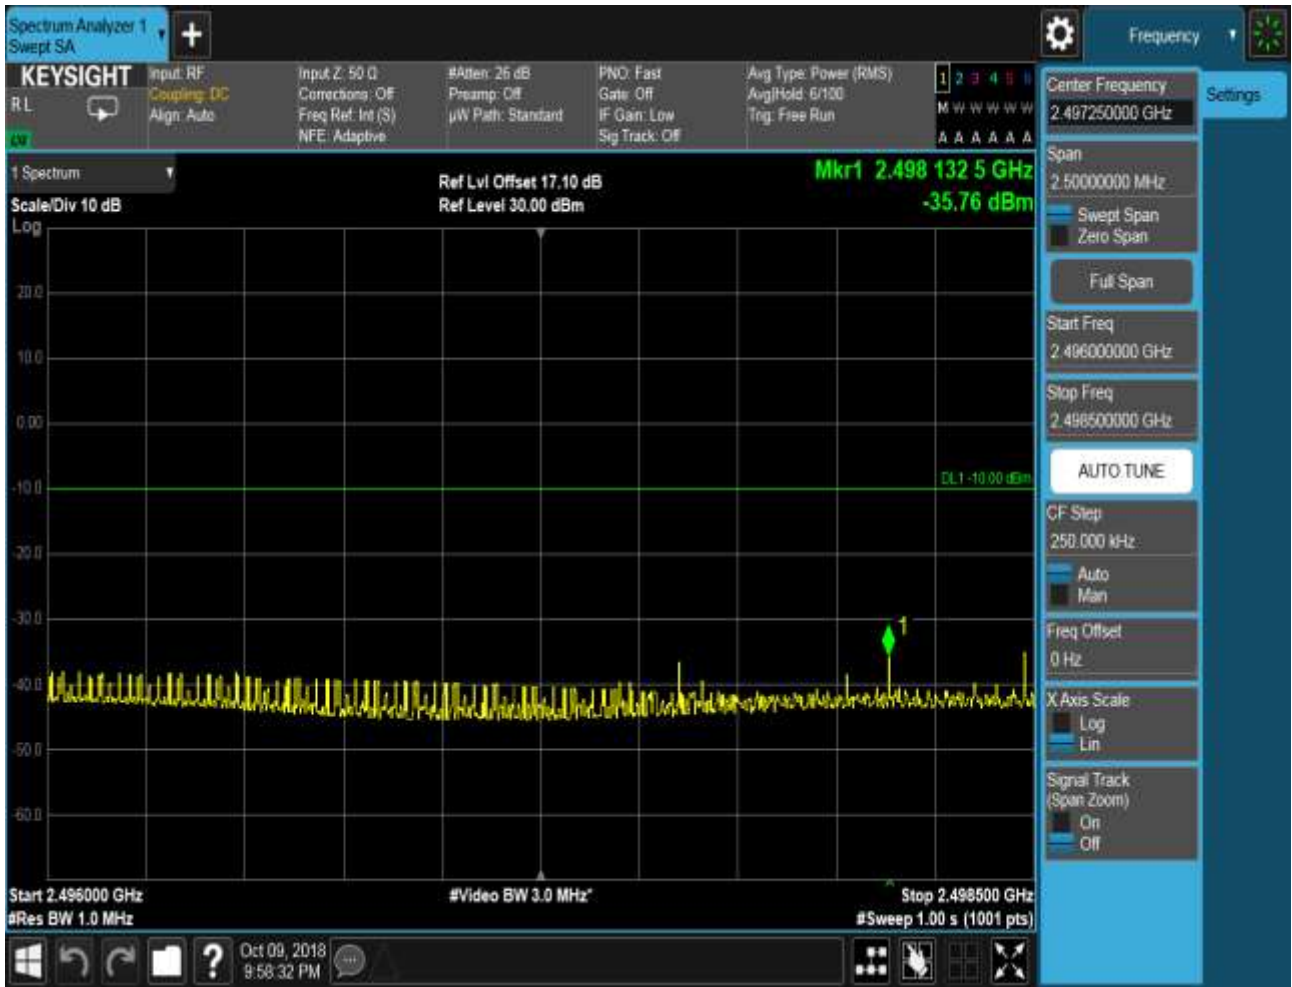 Spectrum Analyzer 1
Swept SA
+
Frequency
KEYSIGHT
R L
Input: RF
Coupling: DC
Align: Auto
Input Z: 50 Ω
Corrections: Off
Freq Ref: Int (S)
NFE: Adaptive
#Atten: 26 dB
Preamp: Off
µW Path: Standard
PNO: Fast
Gate: Off
IF Gain: Low
Sig Track: Off
Avg Type: Power (RMS)
Avg|Hold: 6/100
Trig: Free Run
1 2 3 4 5 6
M W W W W W
A A A A A A
Center Frequency
2.497250000 GHz
Settings
Span
2.50000000 MHz
Swept Span
Zero Span
Full Span
Start Freq
2.496000000 GHz
Stop Freq
2.498500000 GHz
AUTO TUNE
CF Step
250.000 kHz
Auto
Man
Freq Offset
0 Hz
X Axis Scale
Log
Lin
Signal Track
(Span Zoom)
On
Off
1 Spectrum
Scale/Div 10 dB
Log
Ref Lvl Offset 17.10 dB
Ref Level 30.00 dBm
Mkr1 2.498 132 5 GHz
-35.76 dBm
20.0
10.0
0.00
-10.0
DL1 -10.00 dBm
-20.0
-30.0
1
-40.0
-50.0
-60.0
Start 2.496000 GHz
#Video BW 3.0 MHz*
Stop 2.498500 GHz
#Res BW 1.0 MHz
#Sweep 1.00 s (1001 pts)
?
Oct 09, 2018
9:58:32 PM